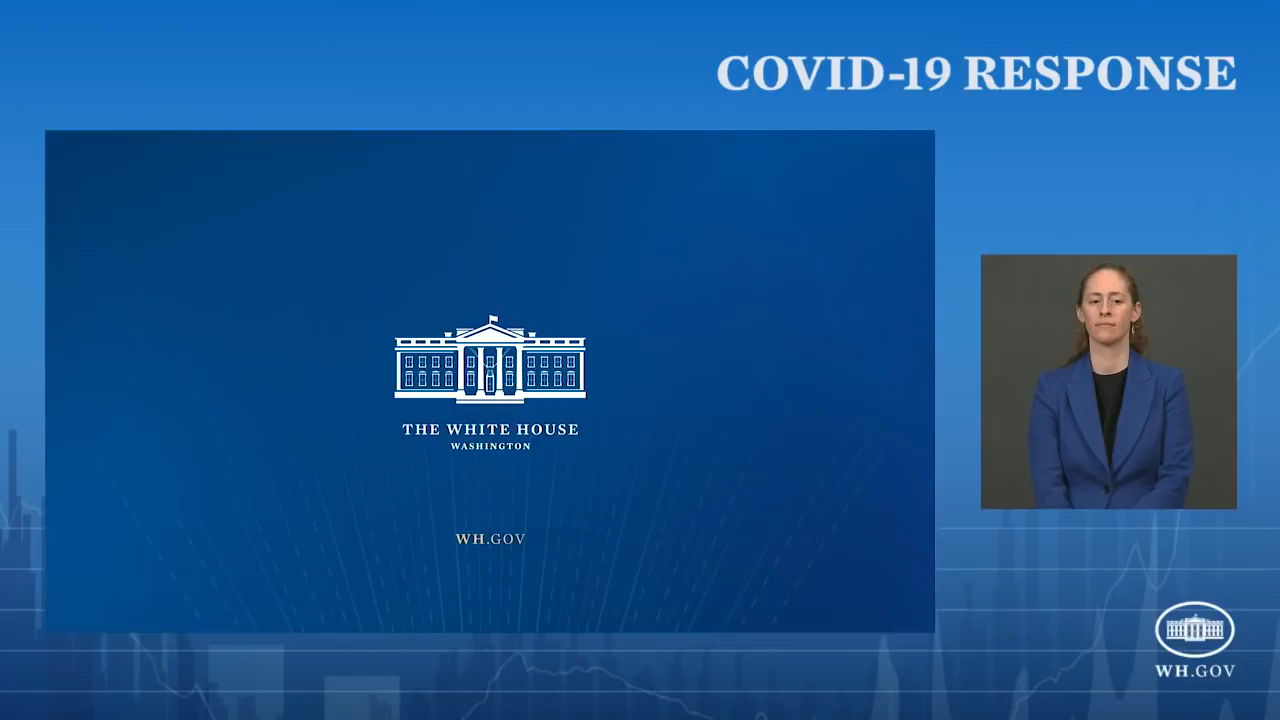 COVID-19 RESPONSE
THE WHITE HOUSE
WASHINGTON
WH.GOV
WH.GOV